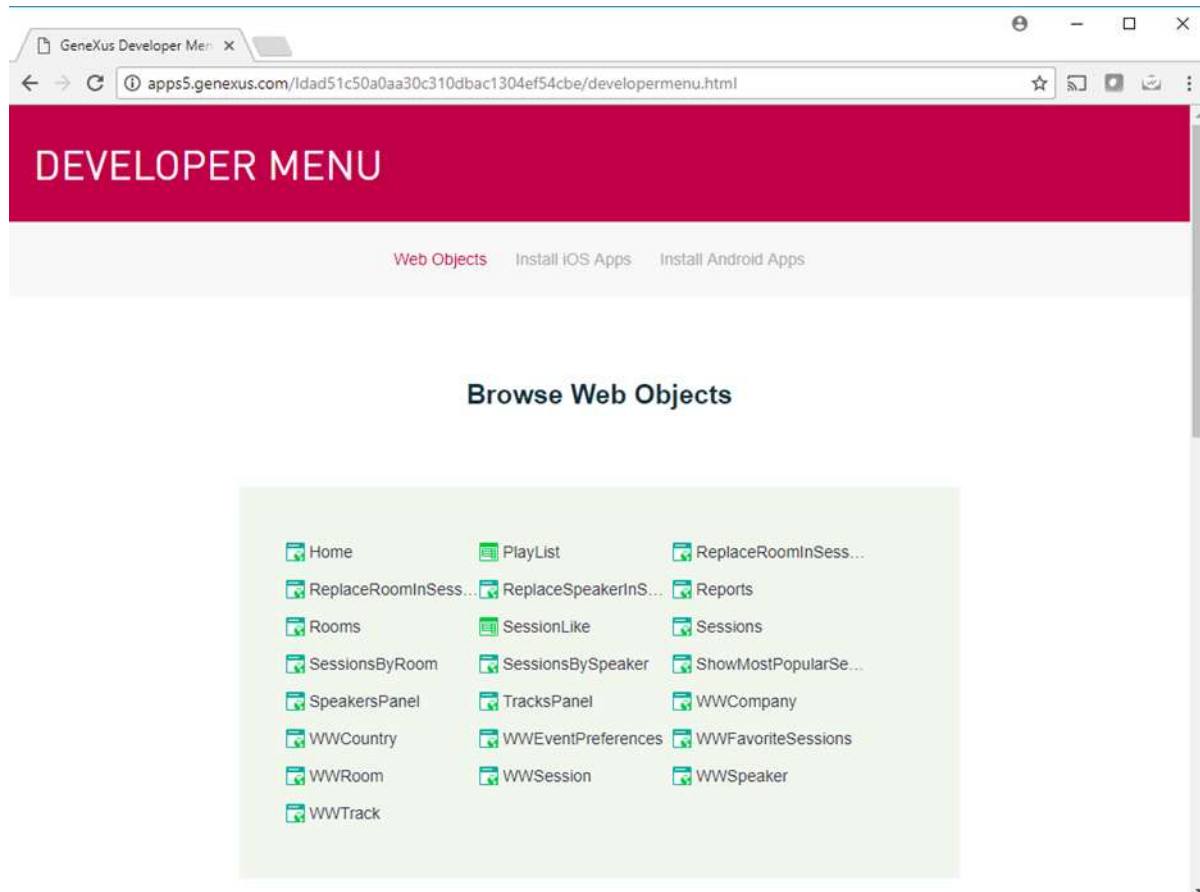 GeneXus Developer Men
apps5.genexus.com/Idad51c50a0aa30c310dbac1304ef54cbe/developermenu.html
DEVELOPER MENU
Web Objects Install iOS Apps Install Android Apps
Browse Web Objects
Home PlayList ReplaceRoomInSess...
ReplaceRoomInSess... ReplaceSpeakerInS... Reports
Rooms SessionLike Sessions
SessionsByRoom SessionsBySpeaker ShowMostPopularSe...
SpeakersPanel TracksPanel WWCompany
WWCountry WWEventPreferences WWFavoriteSessions
WWRoom WWSession WWSpeaker
WWTrack